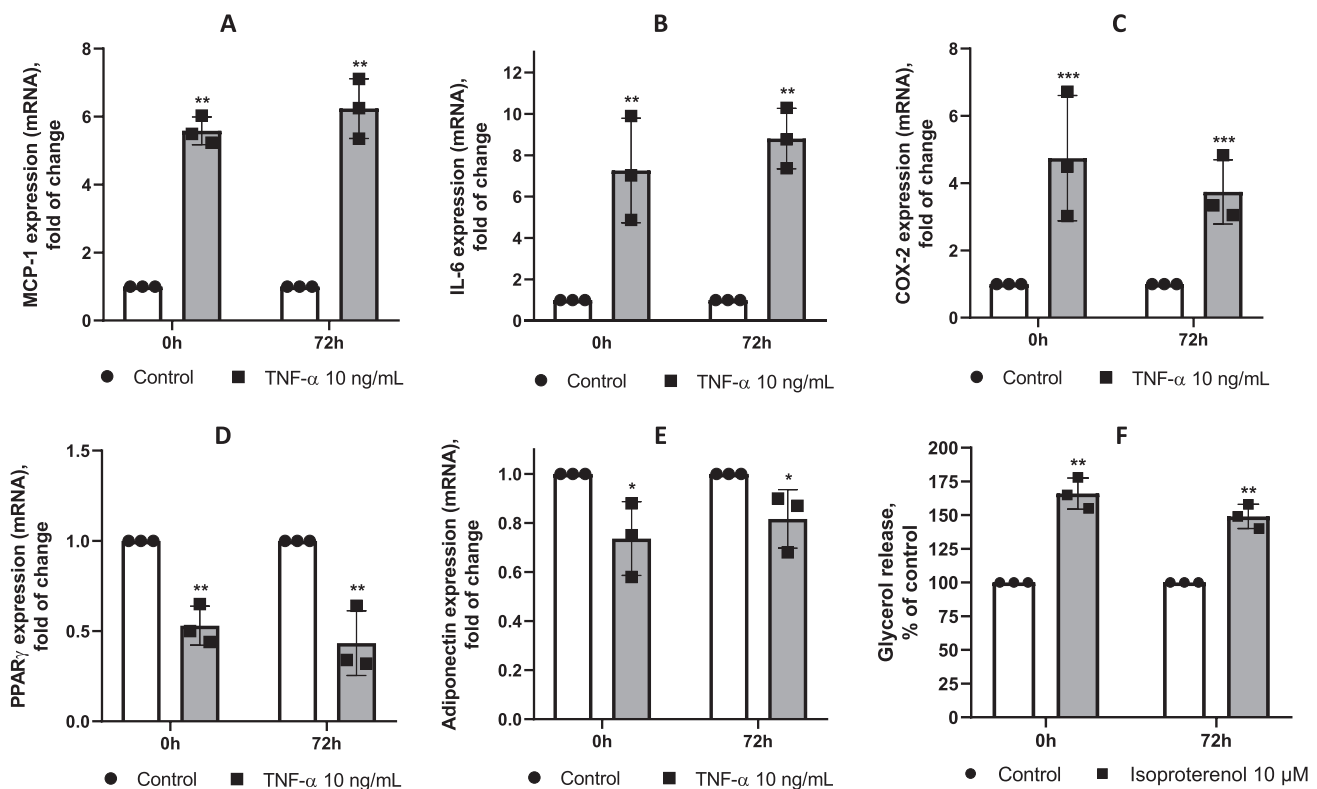 A
MCP-1 expression (mRNA),
fold of change
8
6
4
2
0
**
**
0h
72h
Control
TNF-α 10 ng/mL
B
IL-6 expression (mRNA),
fold of change
12
10
8
6
4
2
0
**
**
0h
72h
Control
TNF-α 10 ng/mL
C
COX-2 expression (mRNA),
fold of change
8
6
4
2
0
***
***
0h
72h
Control
TNF-α 10 ng/mL
D
PPARγ expression (mRNA),
fold of change
1.5
1.0
0.5
0.0
**
**
0h
72h
Control
TNF-α 10 ng/mL
E
Adiponectin expression (mRNA),
fold of change
1.0
0.8
0.6
0.4
0.2
0.0
*
*
0h
72h
Control
TNF-α 10 ng/mL
F
Glycerol release,
% of control
200
175
150
125
100
75
50
25
0
**
**
0h
72h
Control
Isoproterenol 10 µM